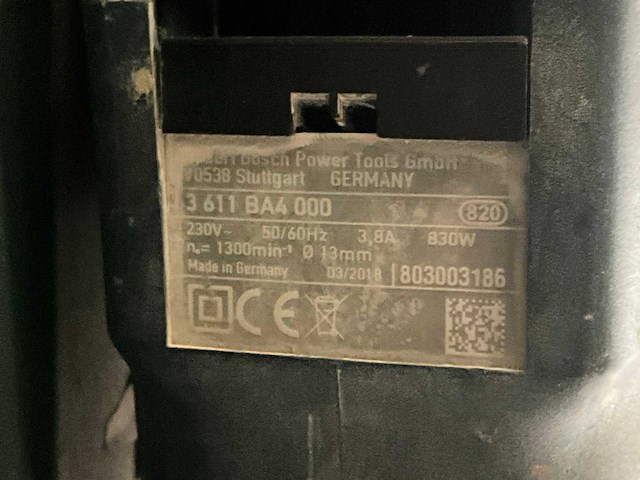 Bosch Power Tools GmbH
70538 Stuttgart GERMANY
3 611 BA4 000 820
230V~ 50/60Hz 3,8A 830W
n₀= 1300min⁻¹ Ø 13mm
Made in Germany 03/2018 803003186
CE